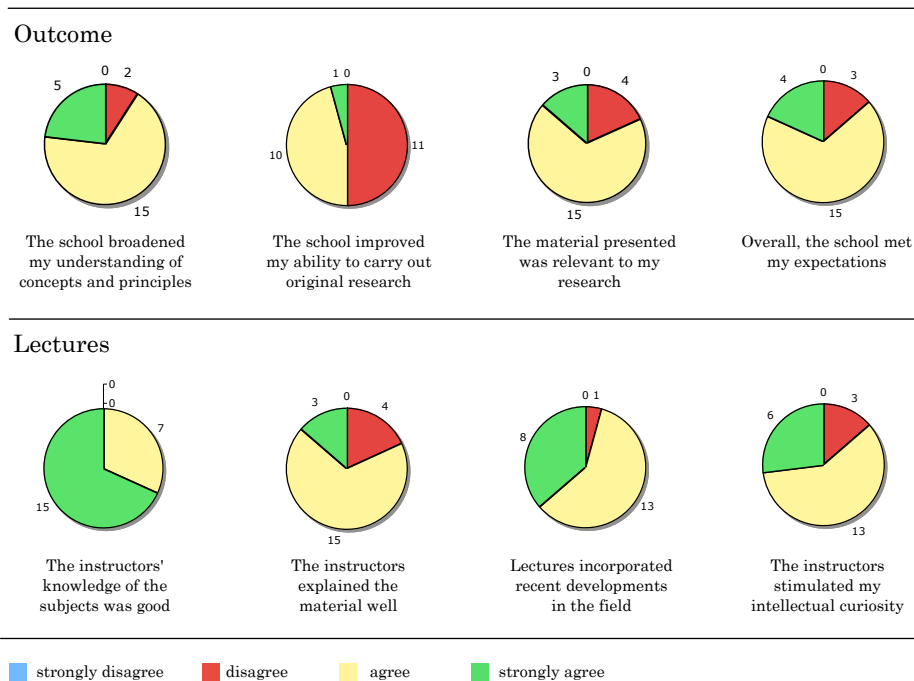 Outcome
0 2
5
15
1 0
10
11
3 0 4
15
0 3
4
15
The school broadened
my understanding of
concepts and principles
The school improved
my ability to carry out
original research
The material presented
was relevant to my
research
Overall, the school met
my expectations
Lectures
0
0
7
15
0
3 4
15
0 1
8
13
0
6 3
13
The instructors'
knowledge of the
subjects was good
The instructors
explained the
material well
Lectures incorporated
recent developments
in the field
The instructors
stimulated my
intellectual curiosity
strongly disagree disagree agree strongly agree